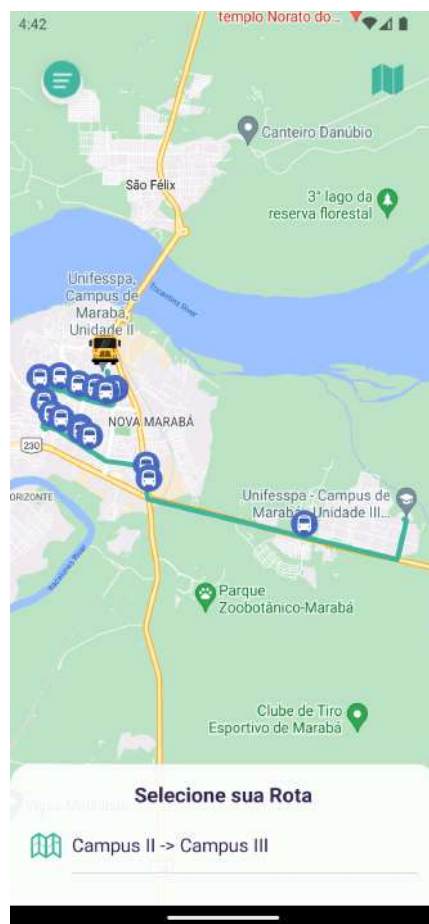 4:42
templo Norato do...
Canteiro Danúbio
São Félix
3° lago da
reserva florestal
Tocantins River
Unifesspa,
Campus de
Marabá,
Unidade II
NOVA MARABÁ
230
ORIZONTE
Unifesspa - Campus de
Marabá, Unidade III...
Itacaiunas River
Parque
Zoobotânico-Marabá
Clube de Tiro
Esportivo de Marabá
Selecione sua Rota
Campus II -> Campus III